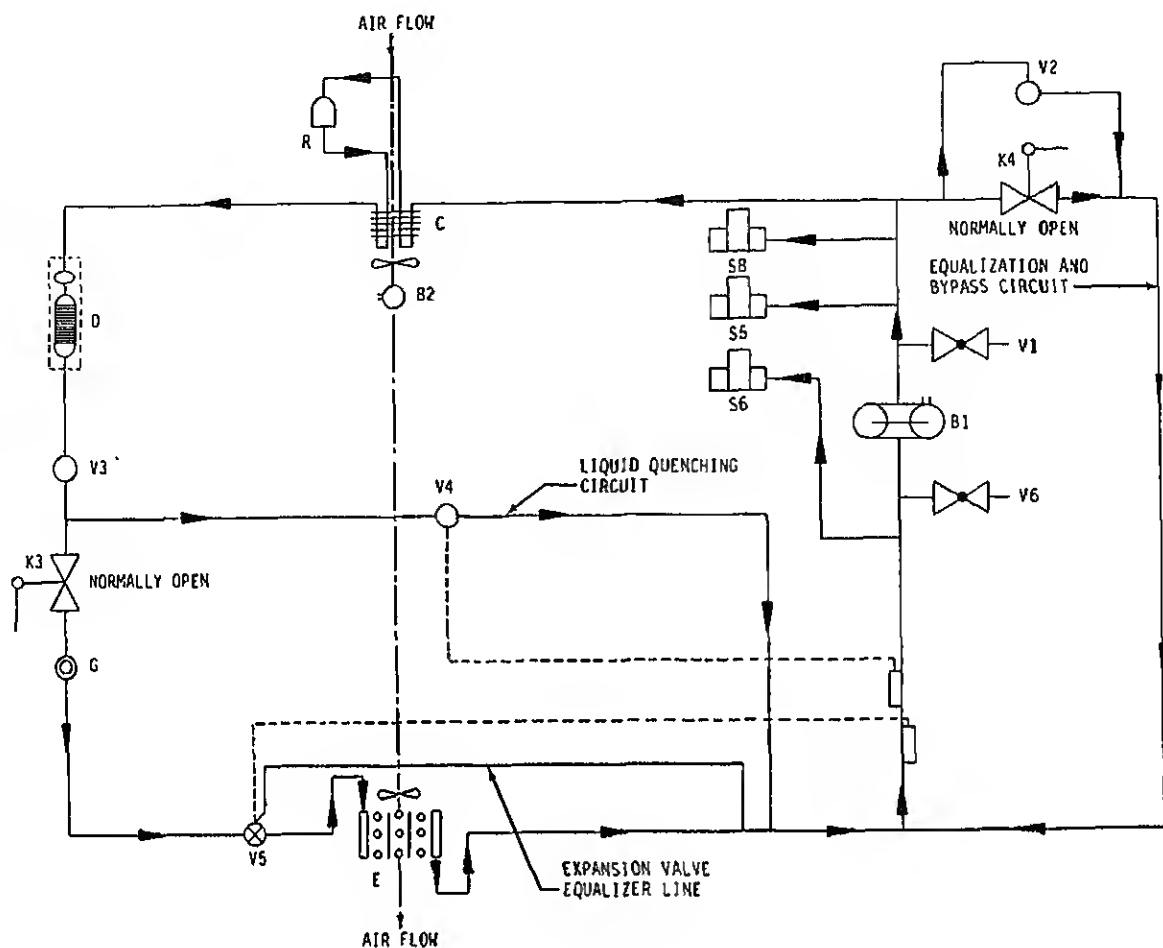 AIR FLOW
V2
R
K4
C
NORMALLY OPEN
S8
EQUALIZATION AND
BYPASS CIRCUIT
B2
D
S5
V1
S6
B1
V3
LIQUID QUENCHING
CIRCUIT
V4
V6
K3
NORMALLY OPEN
G
V5
E
EXPANSION VALVE
EQUALIZER LINE
AIR FLOW